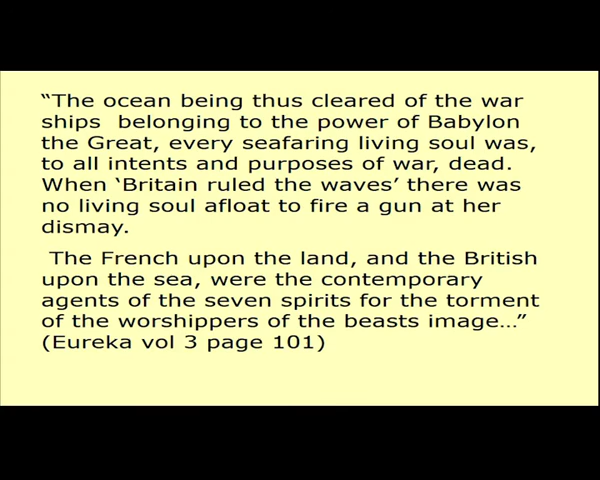 “The ocean being thus cleared of the war
ships belonging to the power of Babylon
the Great, every seafaring living soul was,
to all intents and purposes of war, dead.
When ‘Britain ruled the waves’ there was
no living soul afloat to fire a gun at her
dismay.
The French upon the land, and the British
upon the sea, were the contemporary
agents of the seven spirits for the torment
of the worshippers of the beasts image…”
(Eureka vol 3 page 101)